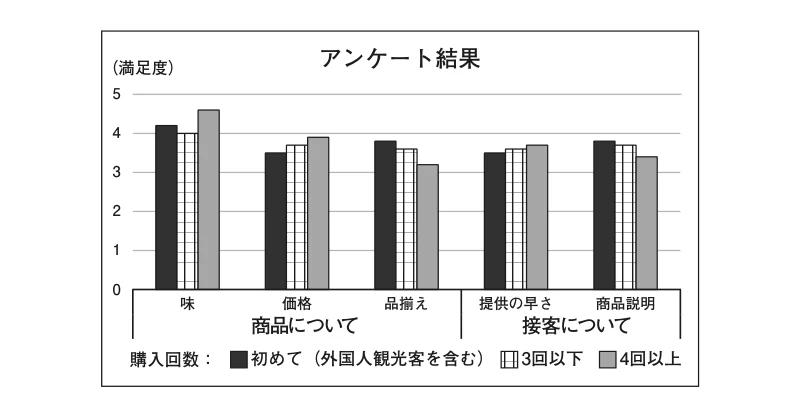 アンケート結果
(満足度)
5
4
3
2
1
0
味 価格 品揃え 提供の早さ 商品説明
商品について 接客について
購入回数： 初めて（外国人観光客を含む） 3回以下 4回以上